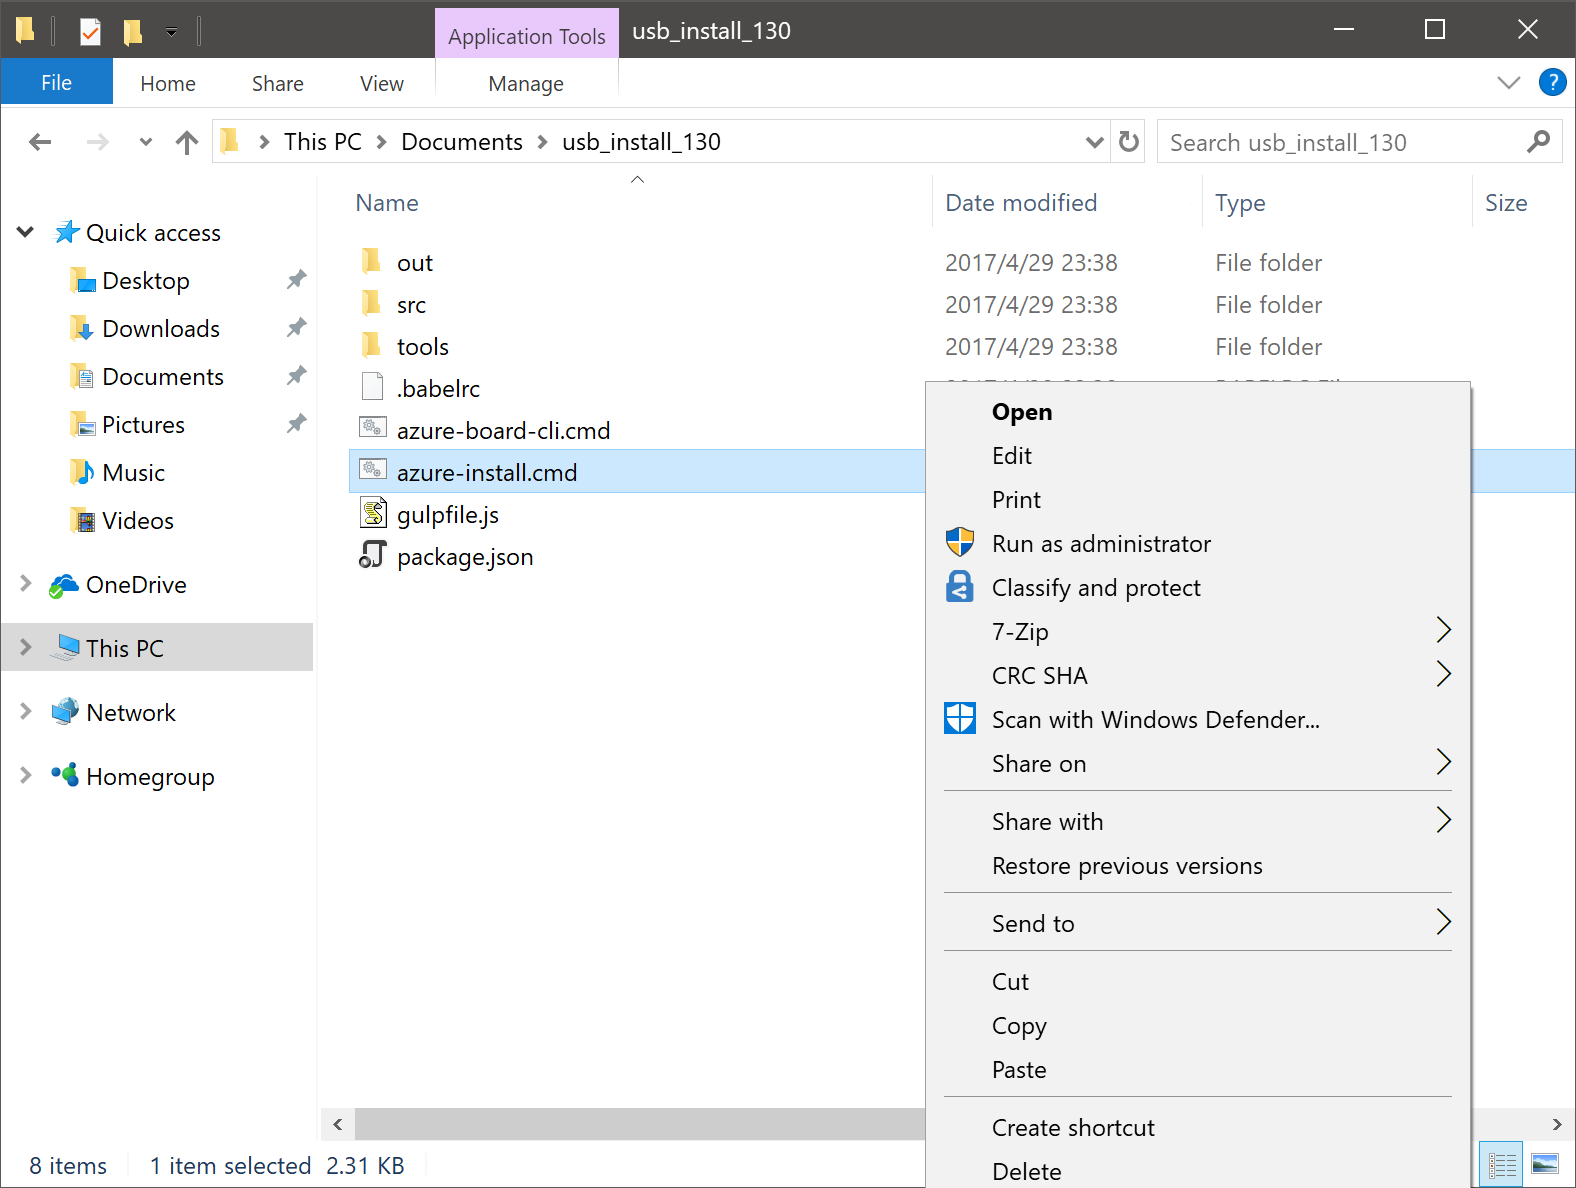 Application Tools
usb_install_130
File
Home
Share
View
Manage
?
This PC
Documents
usb_install_130
Search usb_install_130
Name
Date modified
Type
Size
Quick access
Desktop
Downloads
Documents
Pictures
Music
Videos
OneDrive
This PC
Network
Homegroup
out
2017/4/29 23:38
File folder
src
2017/4/29 23:38
File folder
tools
2017/4/29 23:38
File folder
.babelrc
azure-board-cli.cmd
azure-install.cmd
gulpfile.js
package.json
Open
Edit
Print
Run as administrator
Classify and protect
7-Zip
CRC SHA
Scan with Windows Defender...
Share on
Share with
Restore previous versions
Send to
Cut
Copy
Paste
Create shortcut
Delete
8 items
1 item selected 2.31 KB